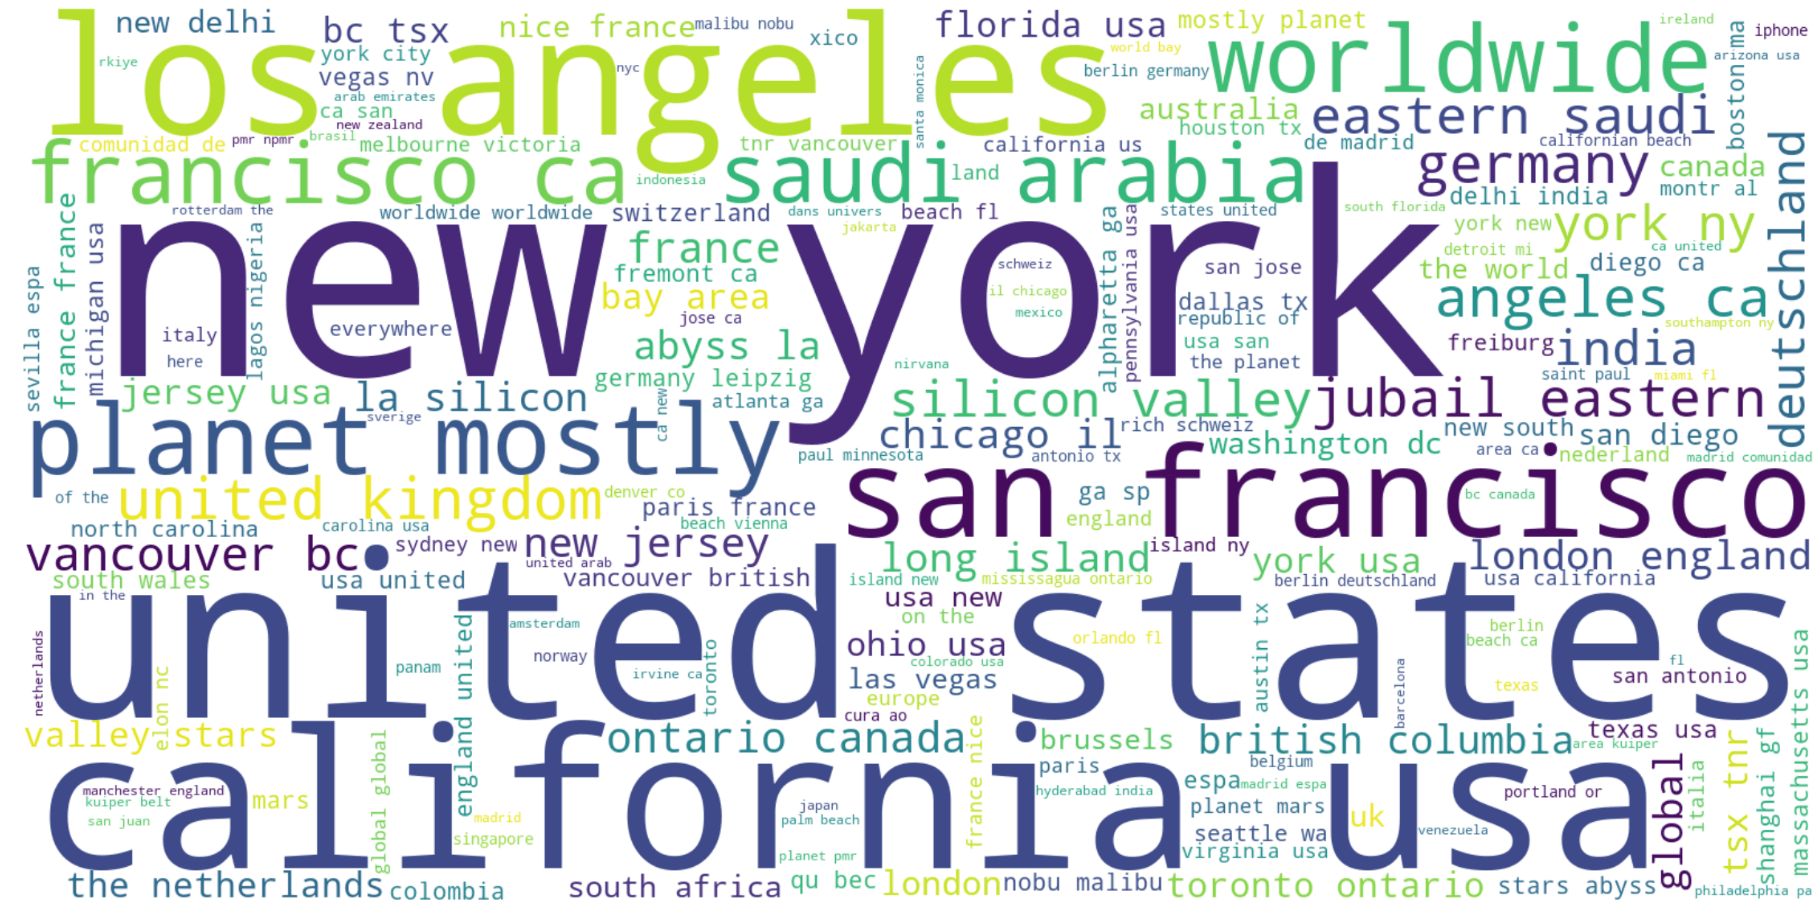 new delhi
bc tsx
nice france
malibu nobu
florida usa
mostly planet
ireland
iphone
rkiye
los angeles
york city
xico
world bay
worldwide
arizona usa
vegas nv
nyc
berlin germany
boston ma
arab emirates
ca san
santa monica
australia
eastern saudi
new zealand
houston tx
comunidad de
pmr npmr
brasil
melbourne victoria
tnr vancouver
california us
de madrid
californian beach
francisco ca
indonesia
saudi arabia
land
germany
canada
montr al
deutschland
france france
rotterdam the
worldwide worldwide
switzerland
dans univers
beach fl
states united
south florida
delhi india
michigan usa
new york
lagos nigeria
france
jakarta
alpharetta ga
pennsylvania usa
york new
york ny
detroit mi
ca united
sevilla espa
fremont ca
schweiz
san jose
the world
diego ca
bay area
il chicago
mexico
dallas tx
republic of
angeles ca
italy
everywhere
jose ca
southampton ny
here
abyss la
nirvana
usa san
the planet
freiburg
india
germany leipzig
saint paul
miami fl
jersey usa
la silicon
atlanta ga
silicon valley
jubail eastern
sverige
ca new
planet mostly
chicago il
rich schweiz
washington dc
new south
san diego
paul minnesota
antonio tx
area ca
nederland
madrid comunidad
of the
united kingdom
denver co
paris france
san francisco
ga sp
bc canada
north carolina
carolina usa
beach vienna
england
vancouver bc
sydney new
new jersey
united arab
long island
island ny
york usa
london england
south wales
usa united
vancouver british
island new
mississagua ontario
berlin deutschland
usa california
in the
united states
usa new
on the
amsterdam
england united
austin tx
berlin
beach ca
netherlands
ohio usa
orlando fl
norway
toronto
colorado usa
fl
panam
irvine ca
las vegas
barcelona
san antonio
elon nc
europe
texas
massachusetts usa
cura ao
valley stars
ontario canada
france nice
brussels
british columbia
texas usa
area kuiper
global global
california usa
paris
belgium
global
tsx tnr
shanghai gf
italia
manchester england
kuiper belt
mars
hyderabad india
espa
madrid espa
portland or
san juan
madrid
japan
palm beach
planet mars
uk
singapore
seattle wa
venezuela
planet pmr
virginia usa
the netherlands
colombia
south africa
qu bec
london
nobu malibu
toronto ontario
stars abyss
philadelphia pa